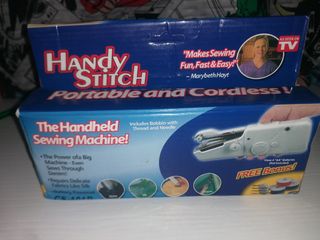 HANDY
STITCH
"Makes Sewing
Fun, Fast & Easy!"
— Marybeth Hoyt
AS SEEN ON
TV
Portable and Cordless
The Handheld
Sewing Machine!
Includes Bobbin with
Thread and Needle
• The Power of a Big
Machine - Even
Sews Through
Denim!
• Repairs Delicate
Fabrics Like Silk
FREE Bonus!